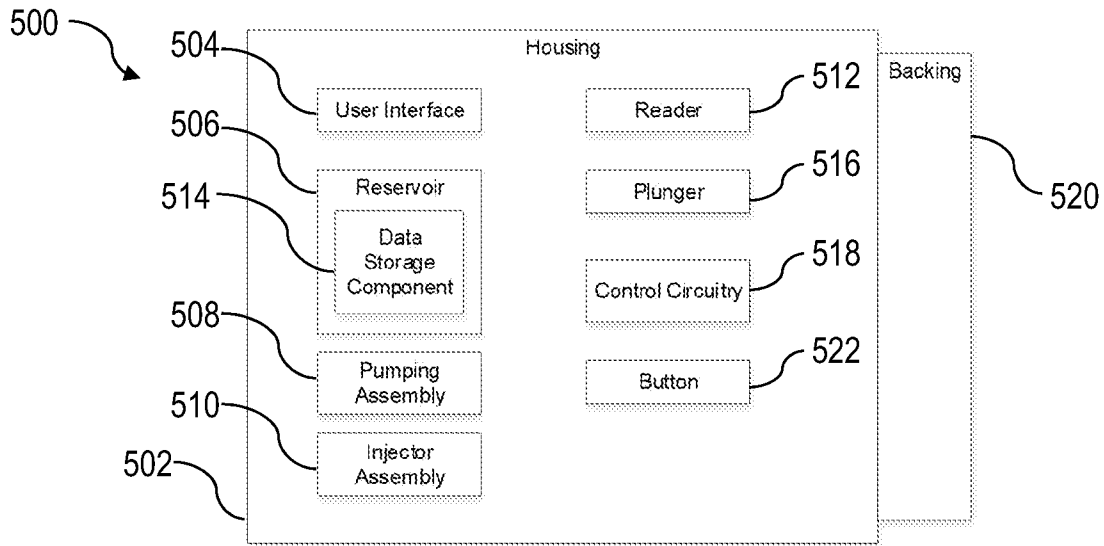 500
Housing
504
User Interface
506
Reservoir
514
Data
Storage
Component
508
Pumping
Assembly
510
Injector
Assembly
502
Reader
512
Plunger
516
Control Circuitry
518
Button
522
Backing
520